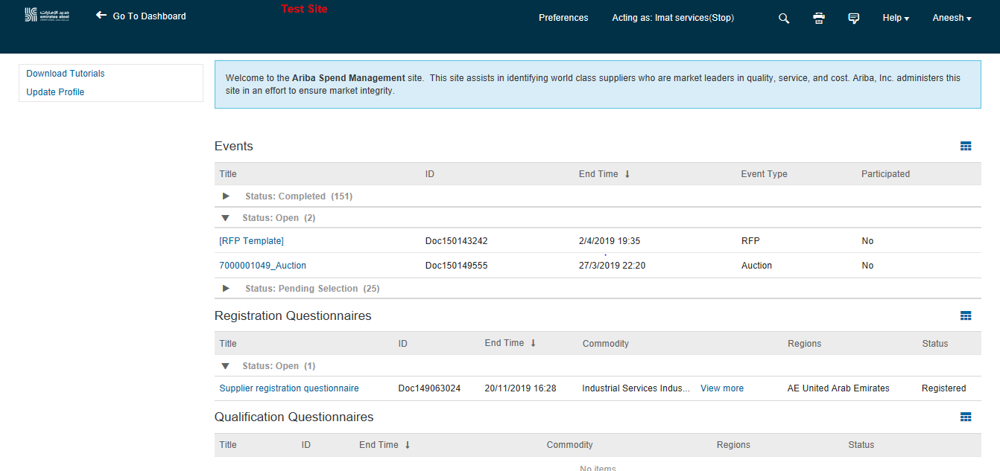 حديد الإمارات
emirates steel
Go To Dashboard
Test Site
Preferences
Acting as: Imat services(Stop)
Help
Aneesh
Download Tutorials
Update Profile
Welcome to the Ariba Spend Management site. This site assists in identifying world class suppliers who are market leaders in quality, service, and cost. Ariba, Inc. administers this
site in an effort to ensure market integrity.
Events
Title ID End Time ↓ Event Type Participated
Status: Completed (151)
Status: Open (2)
[RFP Template] Doc150143242 2/4/2019 19:35 RFP No
7000001049_Auction Doc150149555 27/3/2019 22:20 Auction No
Status: Pending Selection (25)
Registration Questionnaires
Title ID End Time ↓ Commodity Regions Status
Status: Open (1)
Supplier registration questionnaire Doc149063024 20/11/2019 16:28 Industrial Services Indus... View more AE United Arab Emirates Registered
Qualification Questionnaires
Title ID End Time ↓ Commodity Regions Status
No items